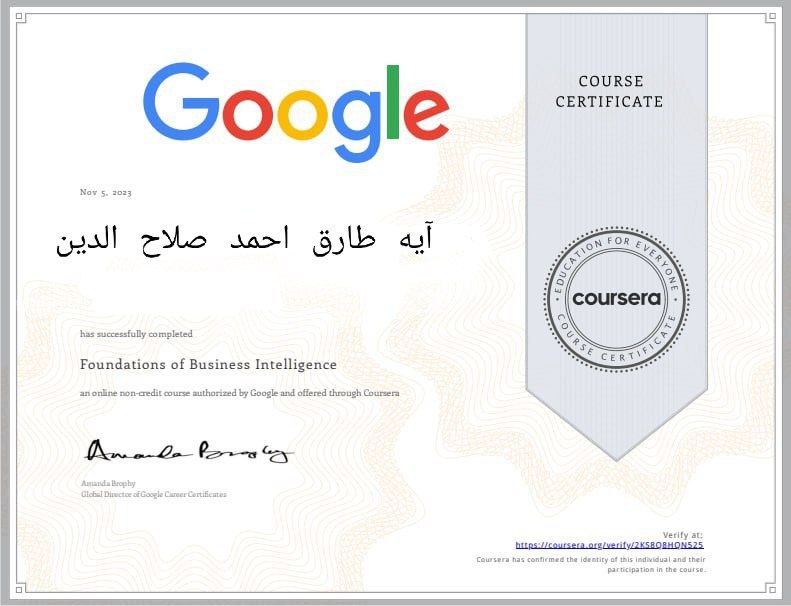 Google
COURSE
CERTIFICATE
Nov 5, 2023
آيه طارق احمد صلاح الدين
EDUCATION FOR EVERYONE
coursera
COURSE CERTIFICATE
has successfully completed
Foundations of Business Intelligence
an online non-credit course authorized by Google and offered through Coursera
Amanda Brophy
Amanda Brophy
Global Director of Google Career Certificates
Verify at:
https://coursera.org/verify/2KS8Q8HQN525
Coursera has confirmed the identity of this individual and their
participation in the course.